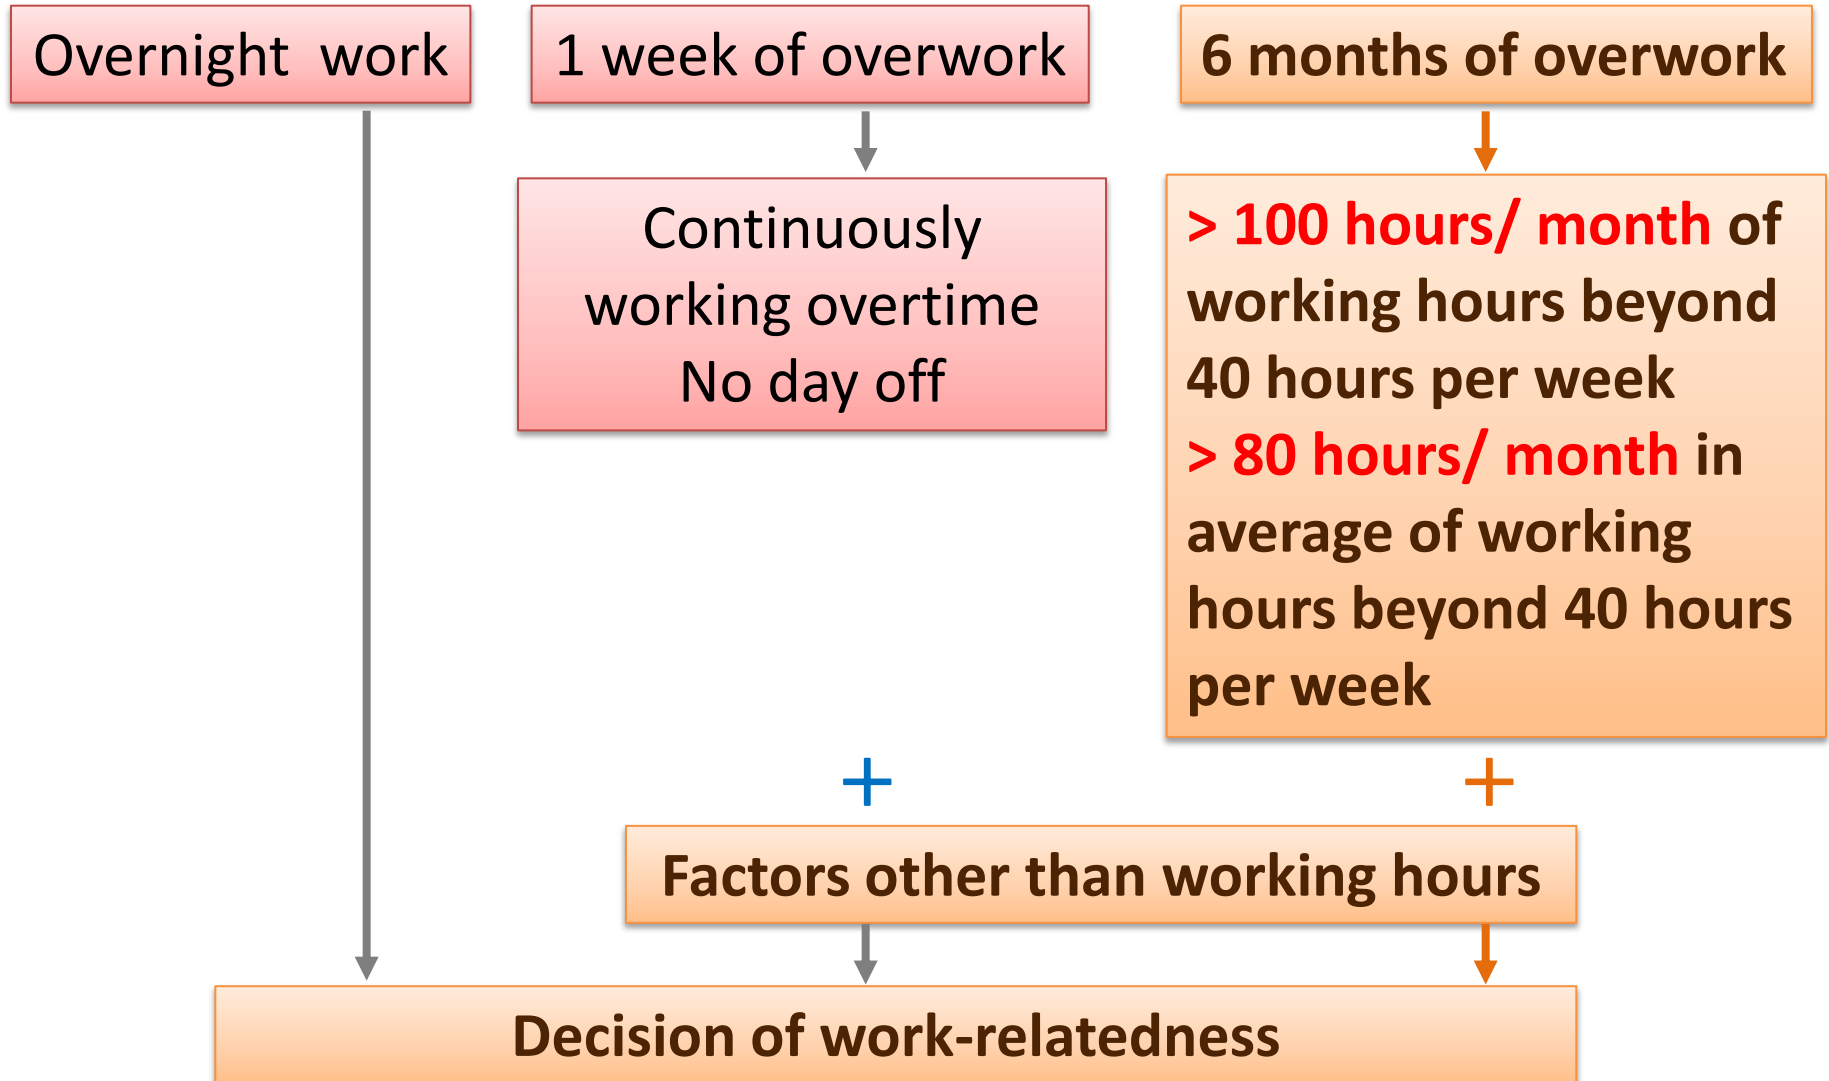 Overnight work
1 week of overwork
6 months of overwork
Continuously
working overtime
No day off
> 100 hours/ month of
working hours beyond
40 hours per week
> 80 hours/ month in
average of working
hours beyond 40 hours
per week
+
+
Factors other than working hours
Decision of work-relatedness